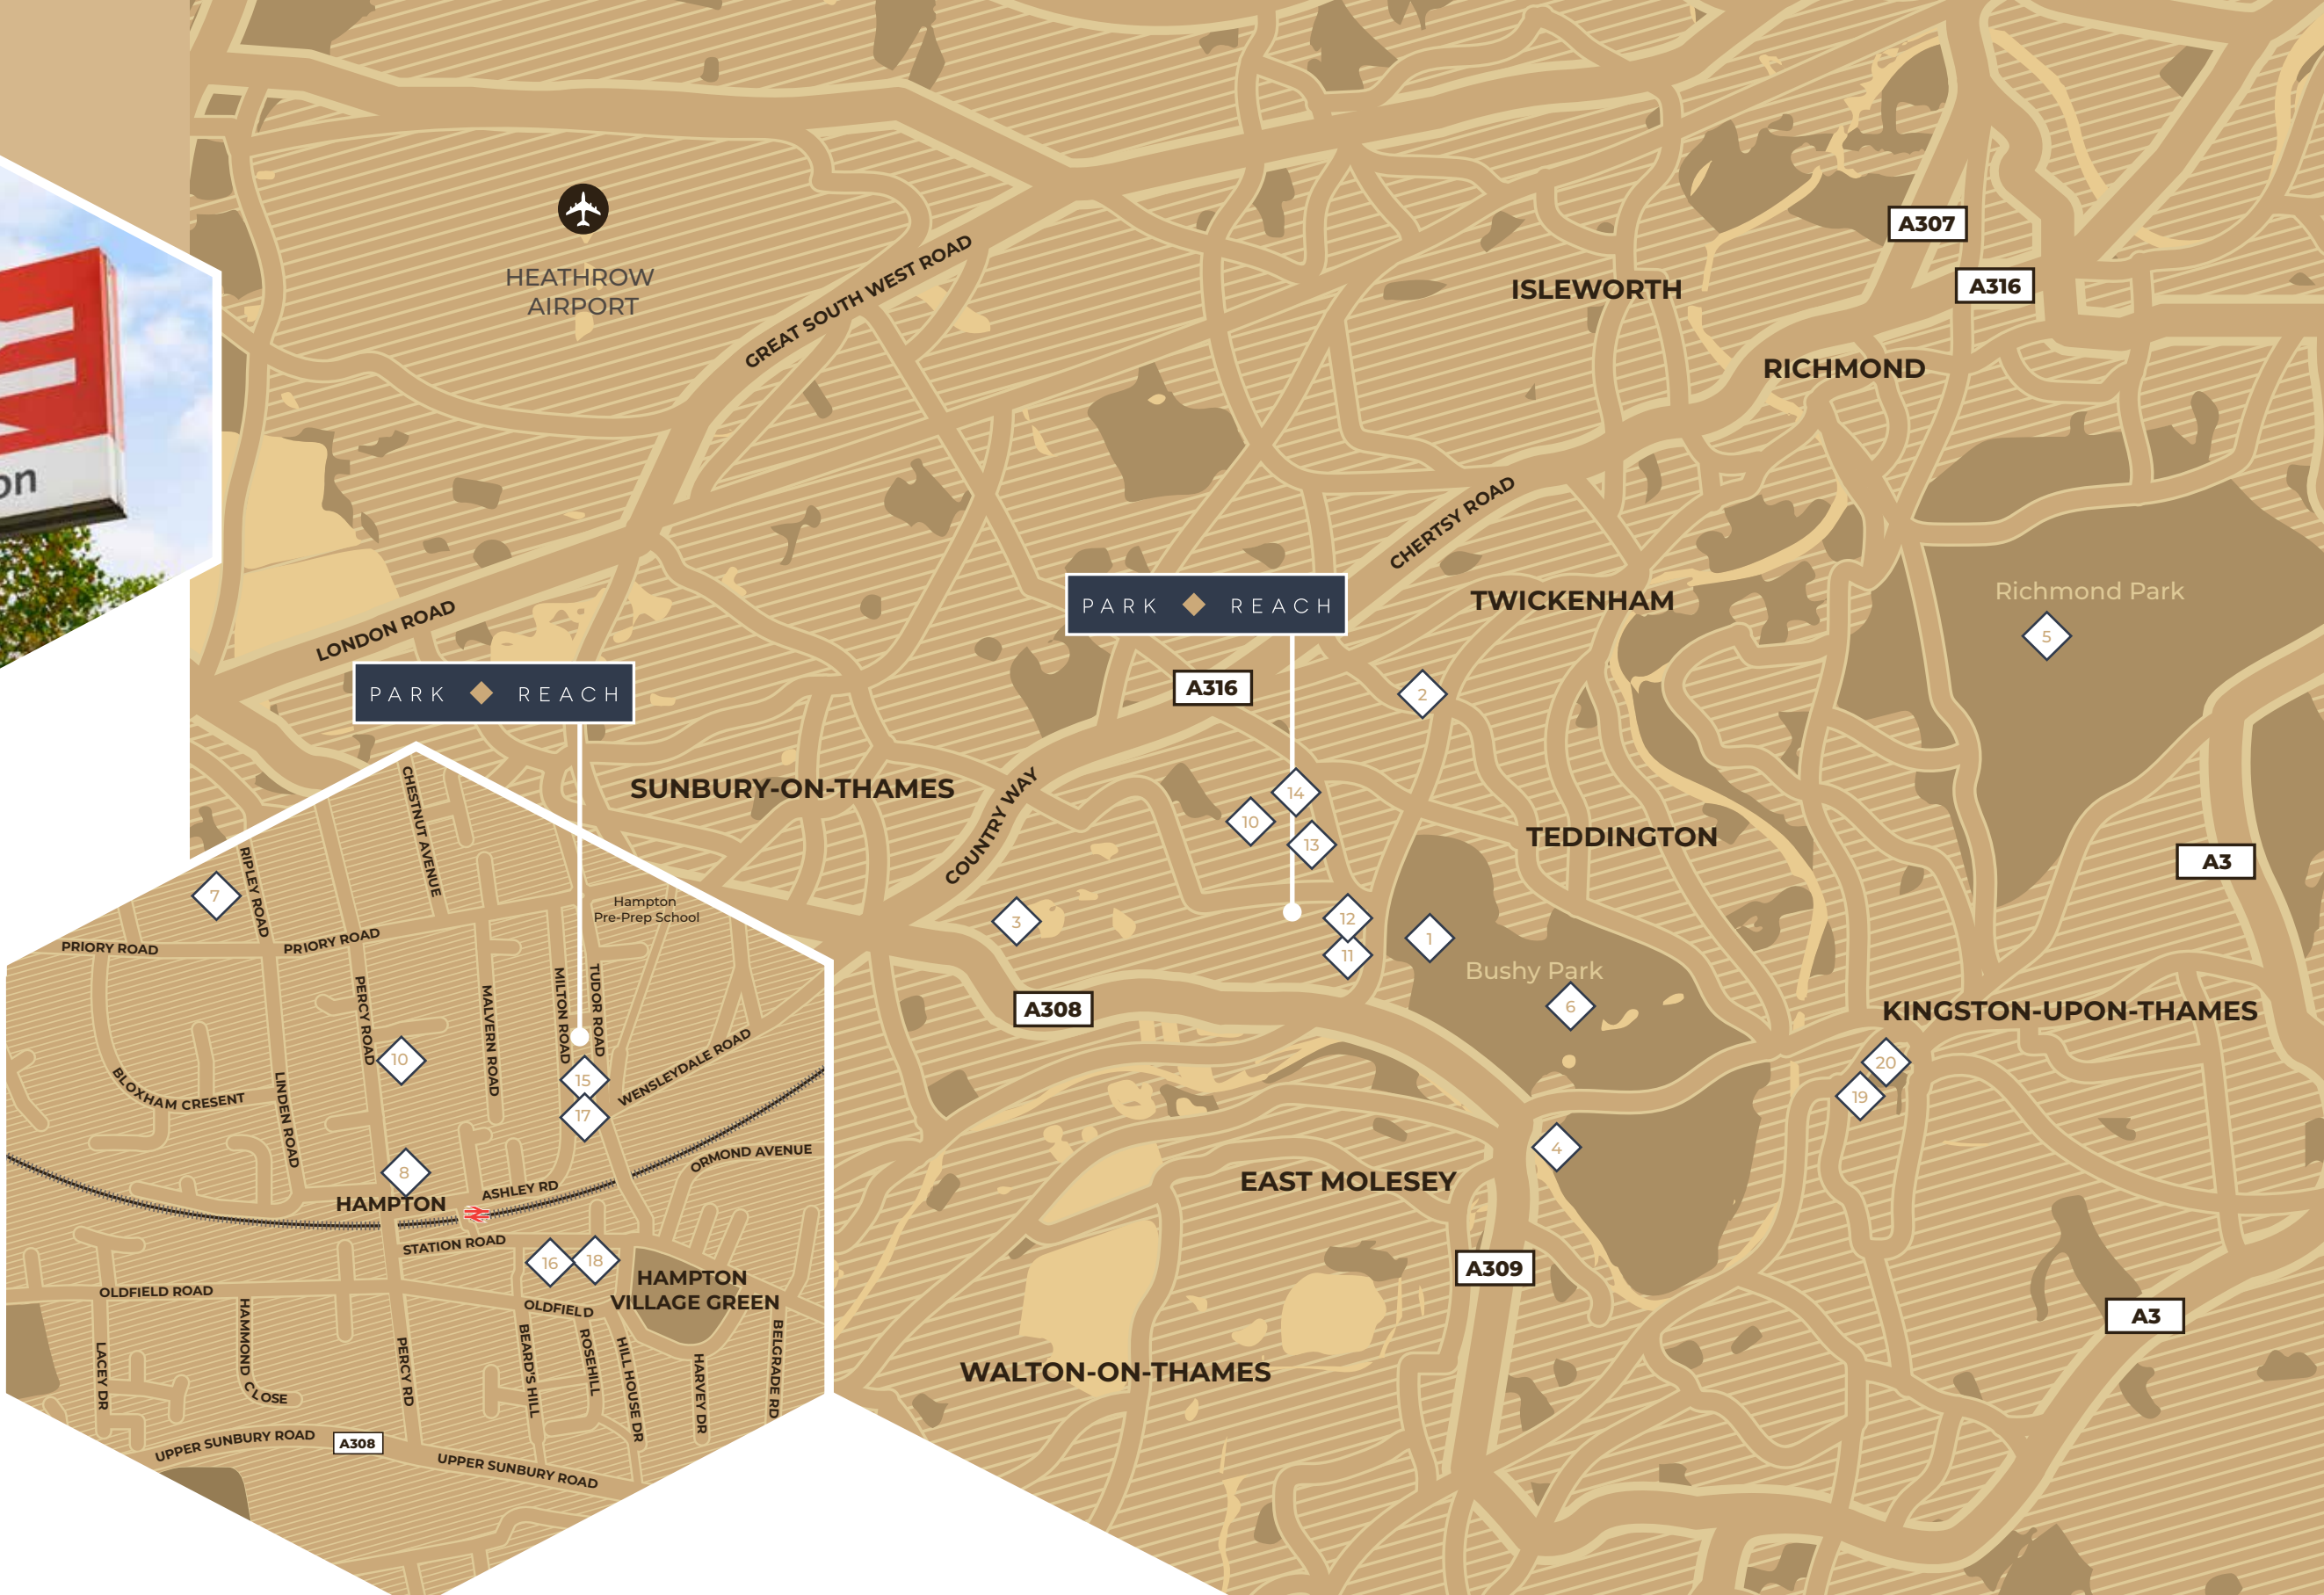 on
HEATHROW
AIRPORT
GREAT SOUTH WEST ROAD
A307
A316
ISLEWORTH
RICHMOND
CHERTSY ROAD
LONDON ROAD
PARK REACH
PARK REACH
TWICKENHAM
Richmond Park
5
A316
2
SUNBURY-ON-THAMES
COUNTRY WAY
14
10
13
TEDDINGTON
A3
3
12
11
1
Bushy Park
6
A308
KINGSTON-UPON-THAMES
20
19
4
EAST MOLESEY
A309
A3
WALTON-ON-THAMES
CHESTNUT AVENUE
RIPLEY ROAD
7
Hampton
Pre-Prep School
PRIORY ROAD
PRIORY ROAD
PERCY ROAD
MALVERN ROAD
MILTON ROAD
TUDOR ROAD
WENSLEYDALE ROAD
10
15
17
BLOXHAM CRESENT
LINDEN ROAD
8
HAMPTON
ASHLEY RD
ORMOND AVENUE
STATION ROAD
16
18
HAMPTON
VILLAGE GREEN
OLDFIELD ROAD
OLDFIELD
HAMMOND CLOSE
LACEY DR
PERCY RD
BEARD'S HILL
ROSEHILL
HILL HOUSE DR
HARVEY DR
BELGRADE RD
UPPER SUNBURY ROAD
A308
UPPER SUNBURY ROAD